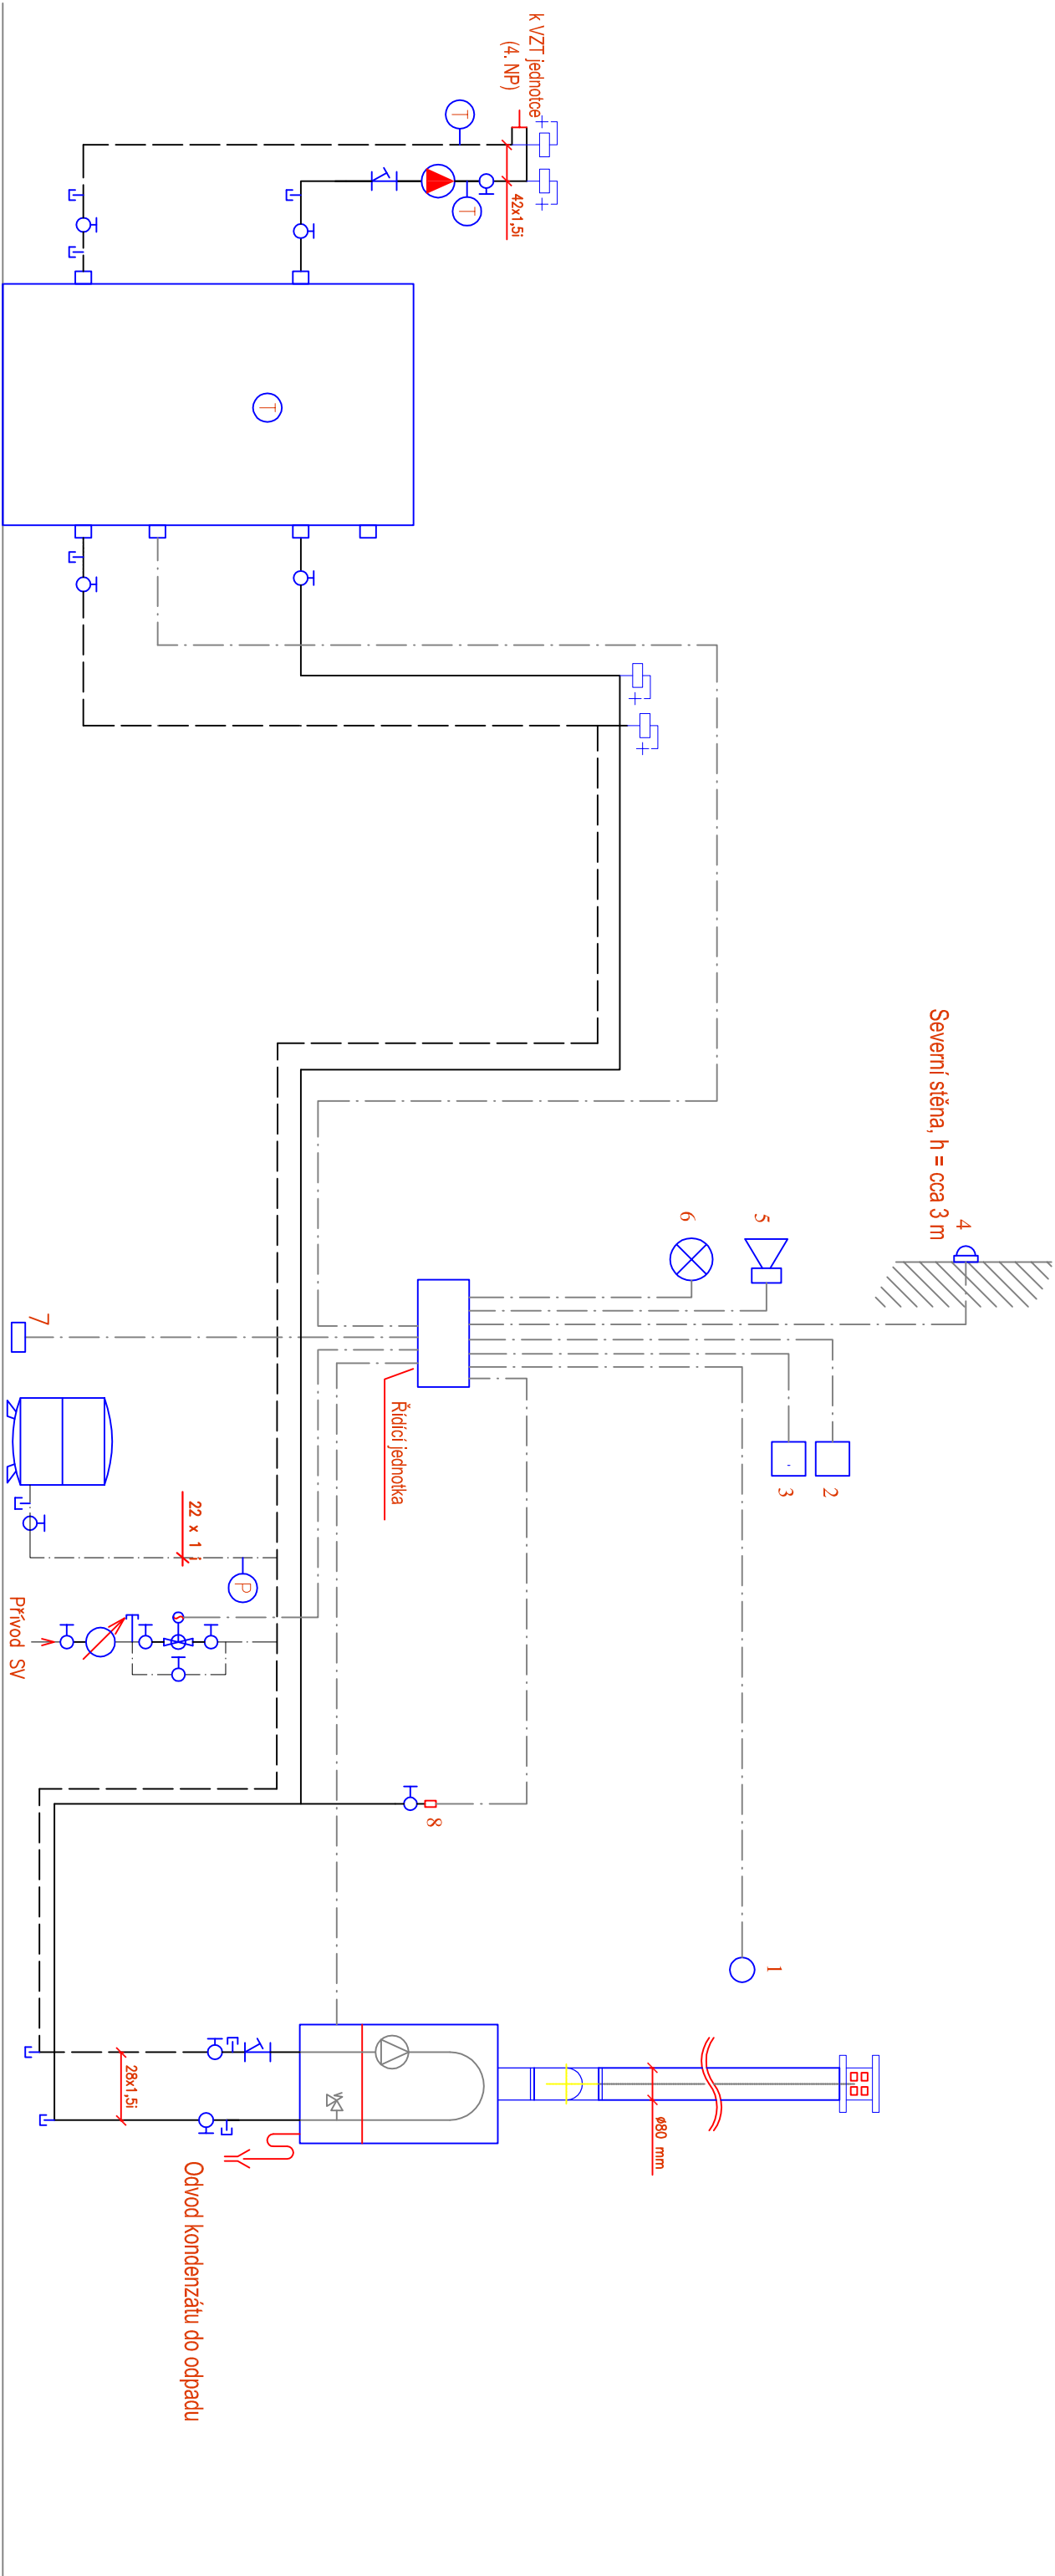 k VZT jednotce
(4. NP)
T
T
42x1,5i
T
Severní stěna, h = cca 3 m
4
5
6
Řídící jednotka
2
3
7
22 x 1 i
P
Přívod SV
8
1
28x1,5i
ø80 mm
Odvod kondenzátu do odpadu